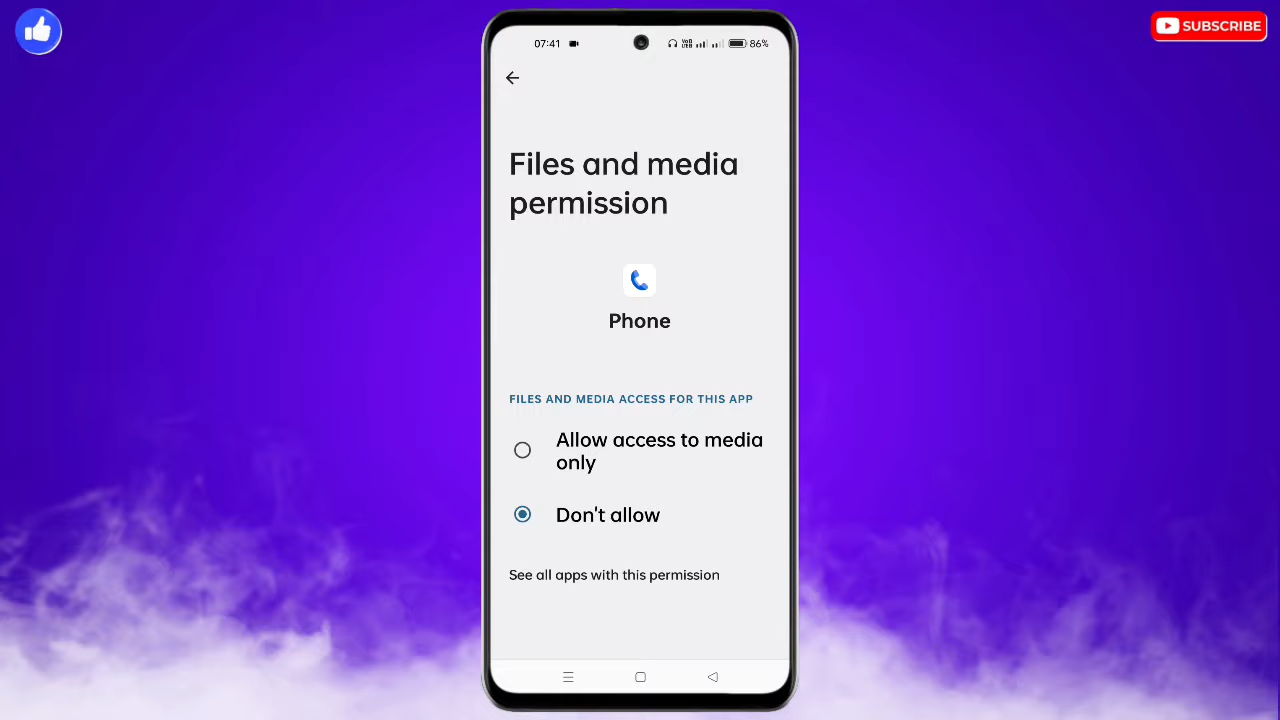 SUBSCRIBE
07:41
86%
Files and media
permission
Phone
FILES AND MEDIA ACCESS FOR THIS APP
Allow access to media
only
Don't allow
See all apps with this permission